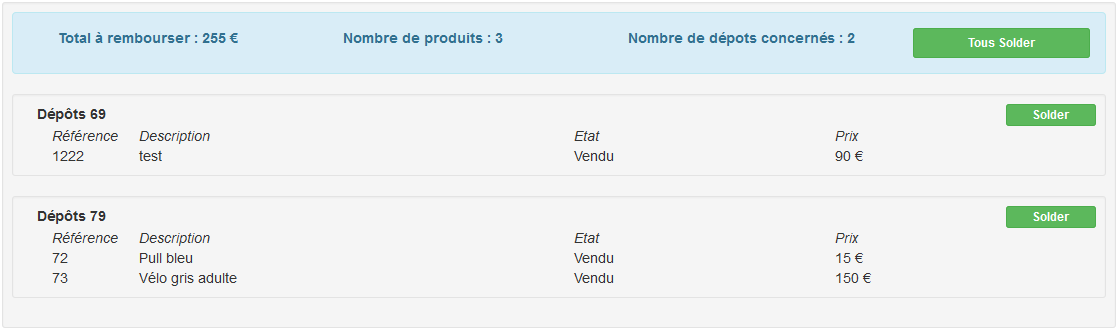 Total à rembourser : 255 € Nombre de produits : 3 Nombre de dépots concernés : 2 Tous Solder
Dépôts 69 Solder
Référence Description Etat Prix
1222 test Vendu 90 €
Dépôts 79 Solder
Référence Description Etat Prix
72 Pull bleu Vendu 15 €
73 Vélo gris adulte Vendu 150 €